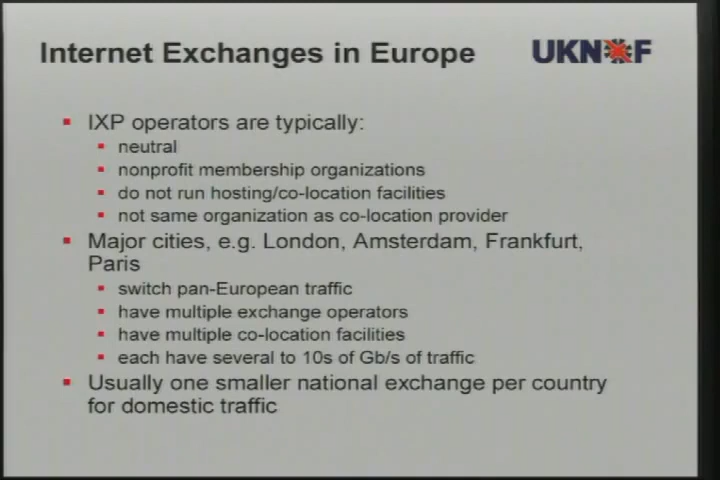 Internet Exchanges in Europe
UKNOF
IXP operators are typically:
neutral
nonprofit membership organizations
do not run hosting/co-location facilities
not same organization as co-location provider
Major cities, e.g. London, Amsterdam, Frankfurt,
Paris
switch pan-European traffic
have multiple exchange operators
have multiple co-location facilities
each have several to 10s of Gb/s of traffic
Usually one smaller national exchange per country
for domestic traffic